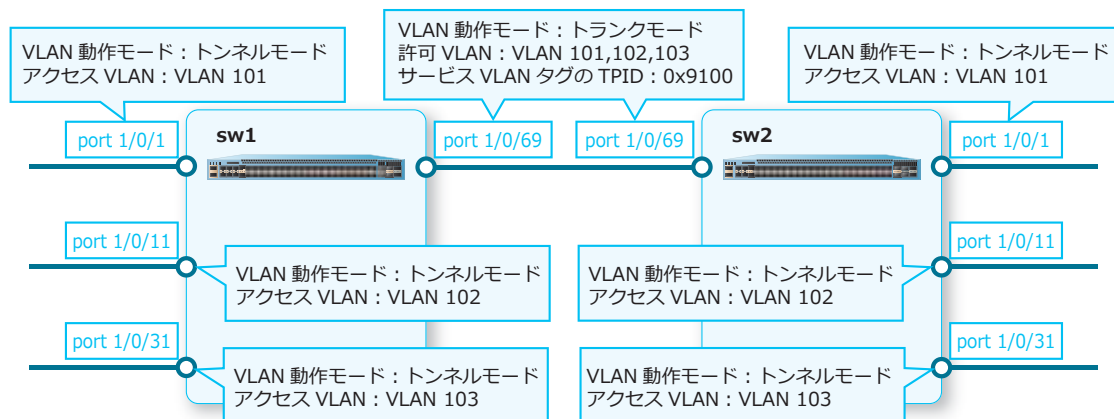 VLAN 動作モード：トンネルモード
アクセス VLAN：VLAN 101
VLAN 動作モード：トランクモード
許可 VLAN：VLAN 101,102,103
サービス VLAN タグの TPID：0x9100
VLAN 動作モード：トンネルモード
アクセス VLAN：VLAN 101
port 1/0/1
sw1
port 1/0/69
port 1/0/69
sw2
port 1/0/1
port 1/0/11
VLAN 動作モード：トンネルモード
アクセス VLAN：VLAN 102
VLAN 動作モード：トンネルモード
アクセス VLAN：VLAN 102
port 1/0/11
port 1/0/31
VLAN 動作モード：トンネルモード
アクセス VLAN：VLAN 103
VLAN 動作モード：トンネルモード
アクセス VLAN：VLAN 103
port 1/0/31